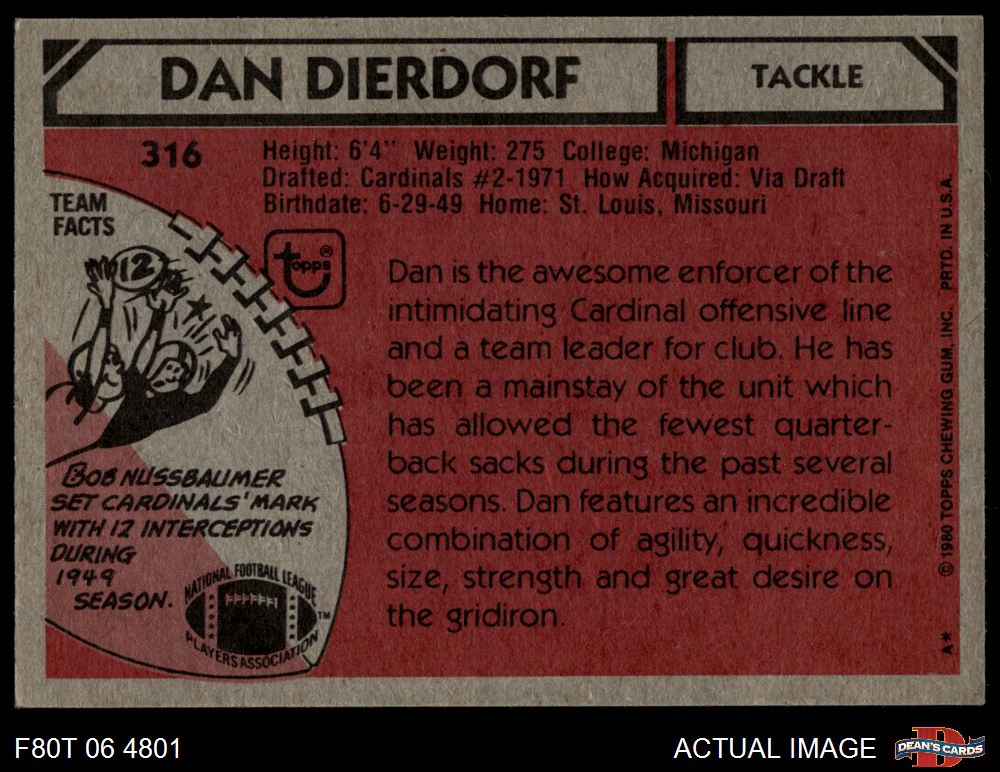 DAN DIERDORF
TACKLE
316
Height: 6'4" Weight: 275 College: Michigan
Drafted: Cardinals #2-1971 How Acquired: Via Draft
Birthdate: 6-29-49 Home: St. Louis, Missouri
TEAM
FACTS
12
topps®
Dan is the awesome enforcer of the
intimidating Cardinal offensive line
and a team leader for club. He has
been a mainstay of the unit which
has allowed the fewest quarter-
back sacks during the past several
seasons. Dan features an incredible
combination of agility, quickness,
size, strength and great desire on
the gridiron.
BOB NUSSBAUMER
SET CARDINALS' MARK
WITH 12 INTERCEPTIONS
DURING
1949
SEASON.
NATIONAL FOOTBALL LEAGUE
PLAYERS ASSOCIATION
TM
A* © 1980 TOPPS CHEWING GUM, INC. PRTD. IN U.S.A.
F80T 06 4801
ACTUAL IMAGE
D
DEAN'S CARDS